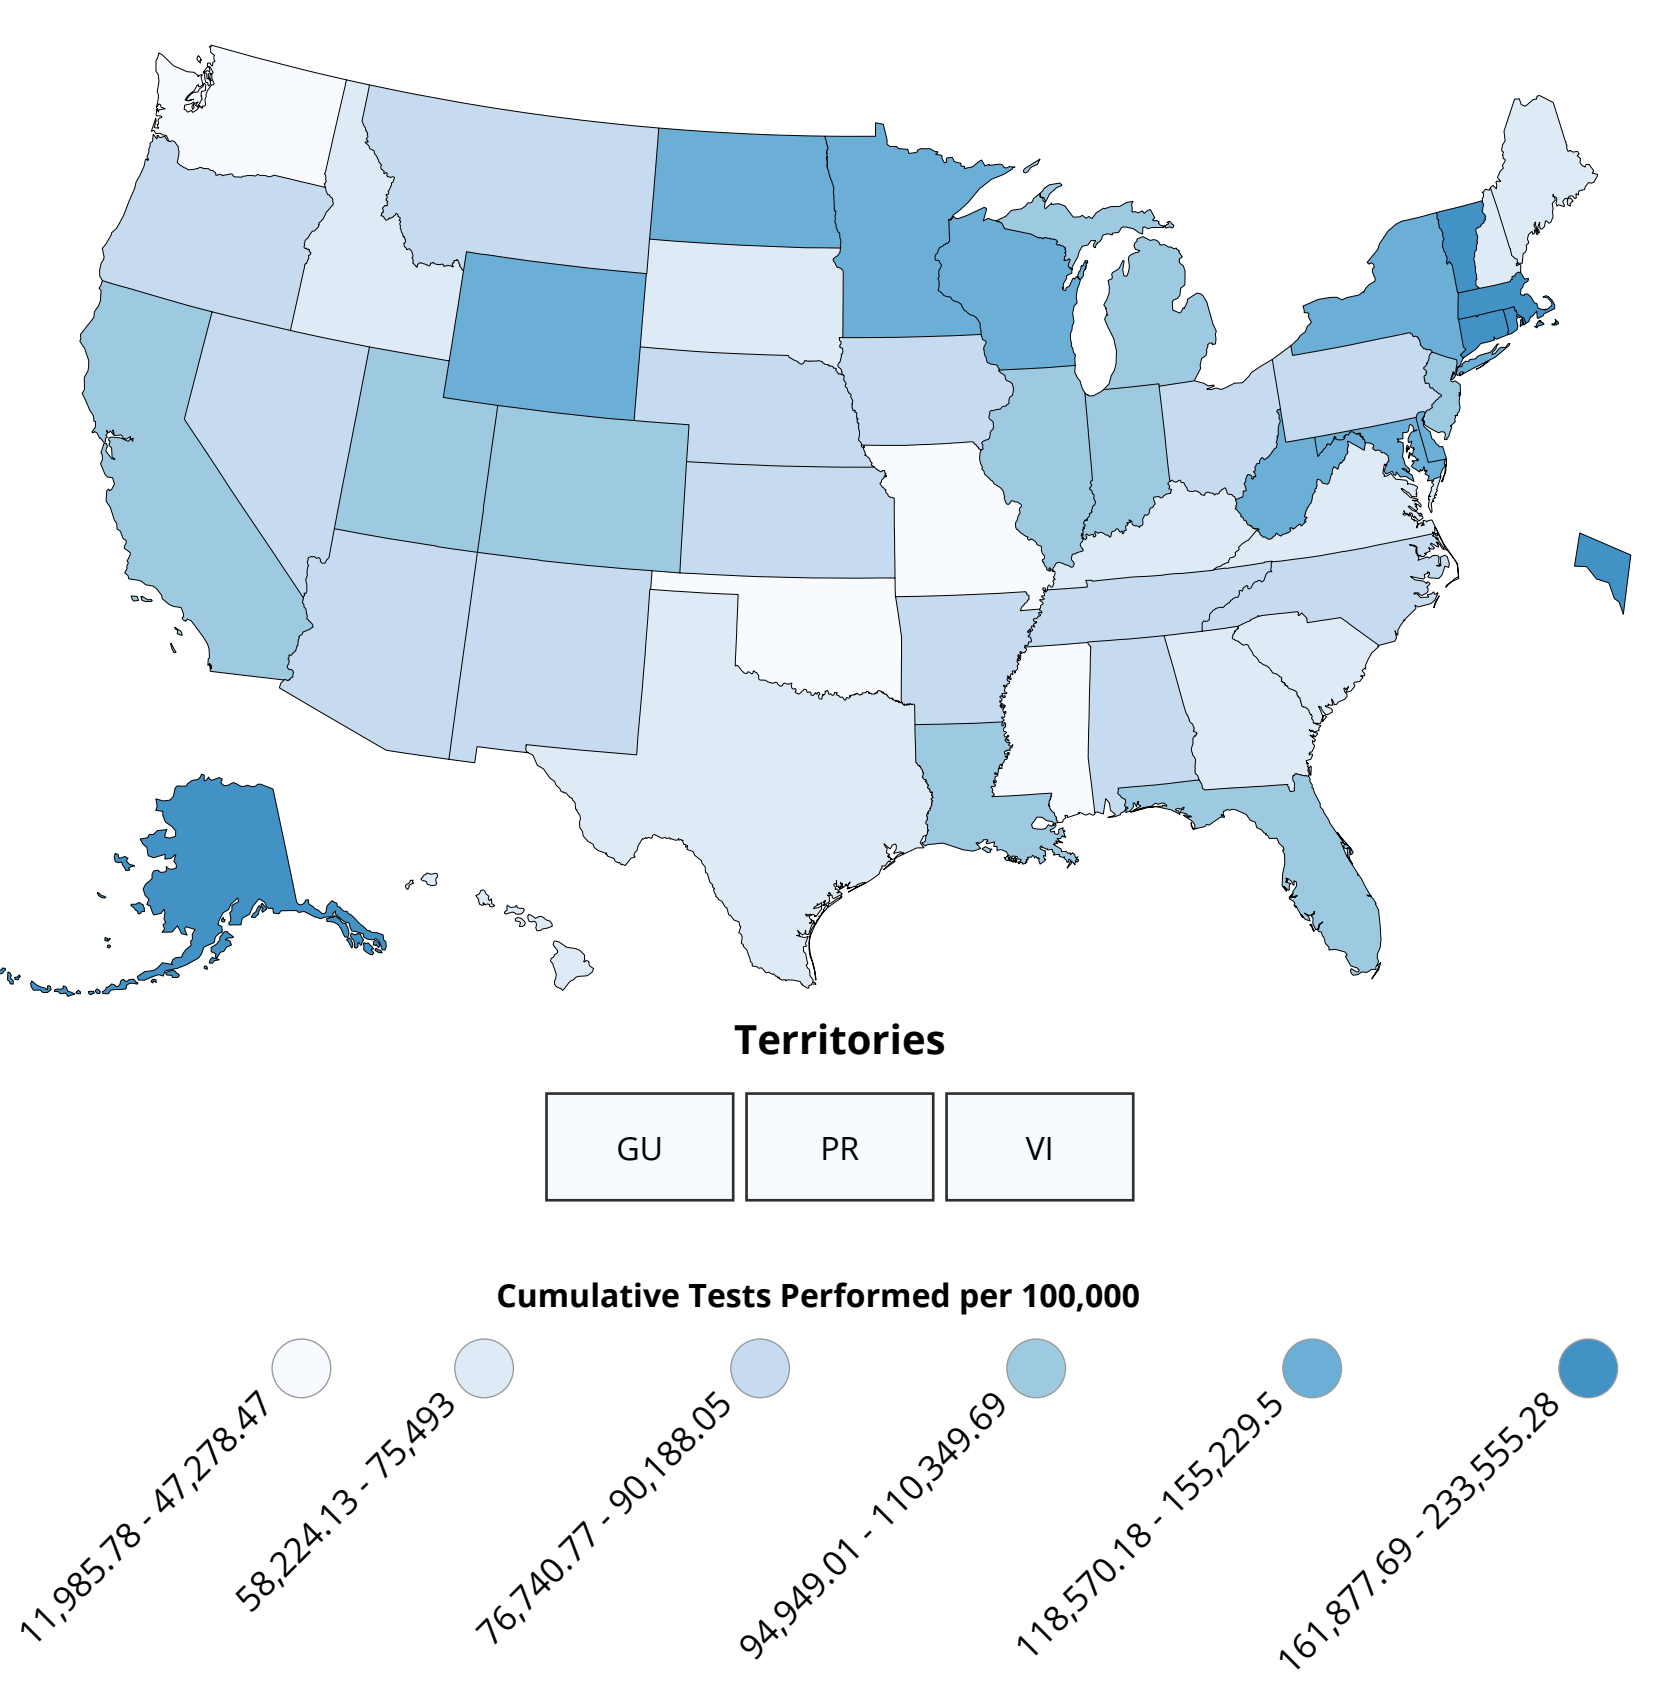 Territories
GU
PR
VI
Cumulative Tests Performed per 100,000
11,985.78 - 47,278.47
58,224.13 - 75,493
76,740.77 - 90,188.05
94,949.01 - 110,349.69
118,570.18 - 155,229.5
161,877.69 - 233,555.28